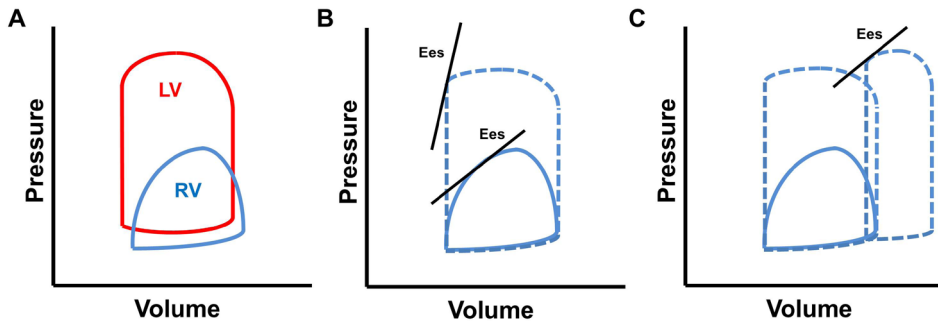 A
Pressure
LV
RV
Volume
B
Pressure
Ees
Ees
Volume
C
Pressure
Ees
Volume